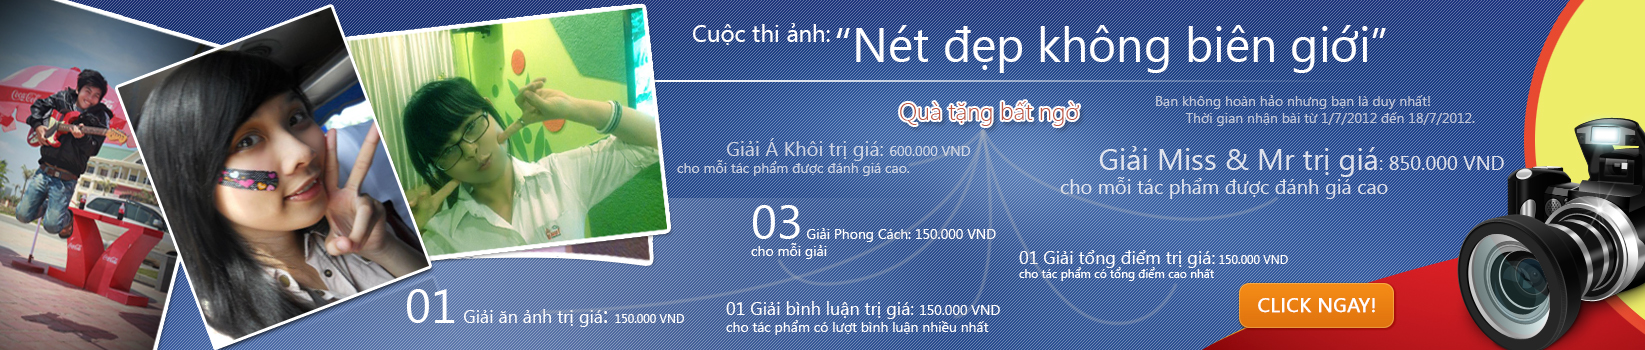 Cuộc thi ảnh: “Nét đẹp không biên giới”
Quà tặng bất ngờ
Bạn không hoàn hảo nhưng bạn là duy nhất!
Thời gian nhận bài từ 1/7/2012 đến 18/7/2012.
Giải Á Khôi trị giá: 600.000 VND
cho mỗi tác phẩm được đánh giá cao.
Giải Miss & Mr trị giá: 850.000 VND
cho mỗi tác phẩm được đánh giá cao
03 Giải Phong Cách: 150.000 VND
cho mỗi giải
01 Giải tổng điểm trị giá: 150.000 VND
cho tác phẩm có tổng điểm cao nhất
01 Giải ăn ảnh trị giá: 150.000 VND
01 Giải bình luận trị giá: 150.000 VND
cho tác phẩm có lượt bình luận nhiều nhất
CLICK NGAY!
Coca-Cola